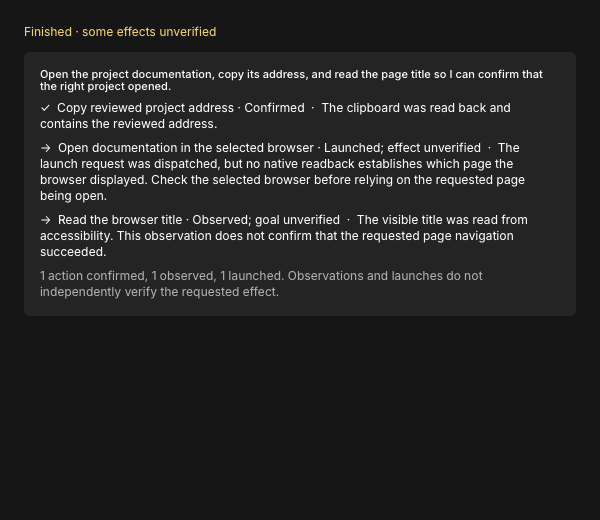 Finished · some effects unverified
Open the project documentation, copy its address, and read the page title so I can confirm that
the right project opened.
✓ Copy reviewed project address · Confirmed · The clipboard was read back and
contains the reviewed address.
→ Open documentation in the selected browser · Launched; effect unverified · The
launch request was dispatched, but no native readback establishes which page the
browser displayed. Check the selected browser before relying on the requested page
being open.
→ Read the browser title · Observed; goal unverified · The visible title was read from
accessibility. This observation does not confirm that the requested page navigation
succeeded.
1 action confirmed, 1 observed, 1 launched. Observations and launches do not
independently verify the requested effect.